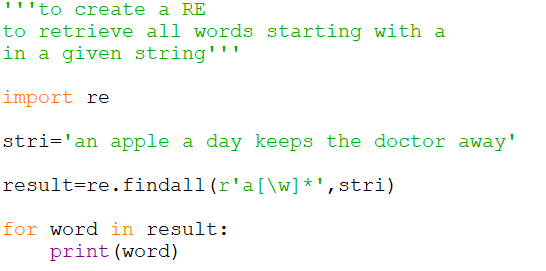 '''to create a RE
to retrieve all words starting with a
in a given string'''
import re
stri='an apple a day keeps the doctor away'
result=re.findall(r'a[\w]*',stri)
for word in result:
    print(word)